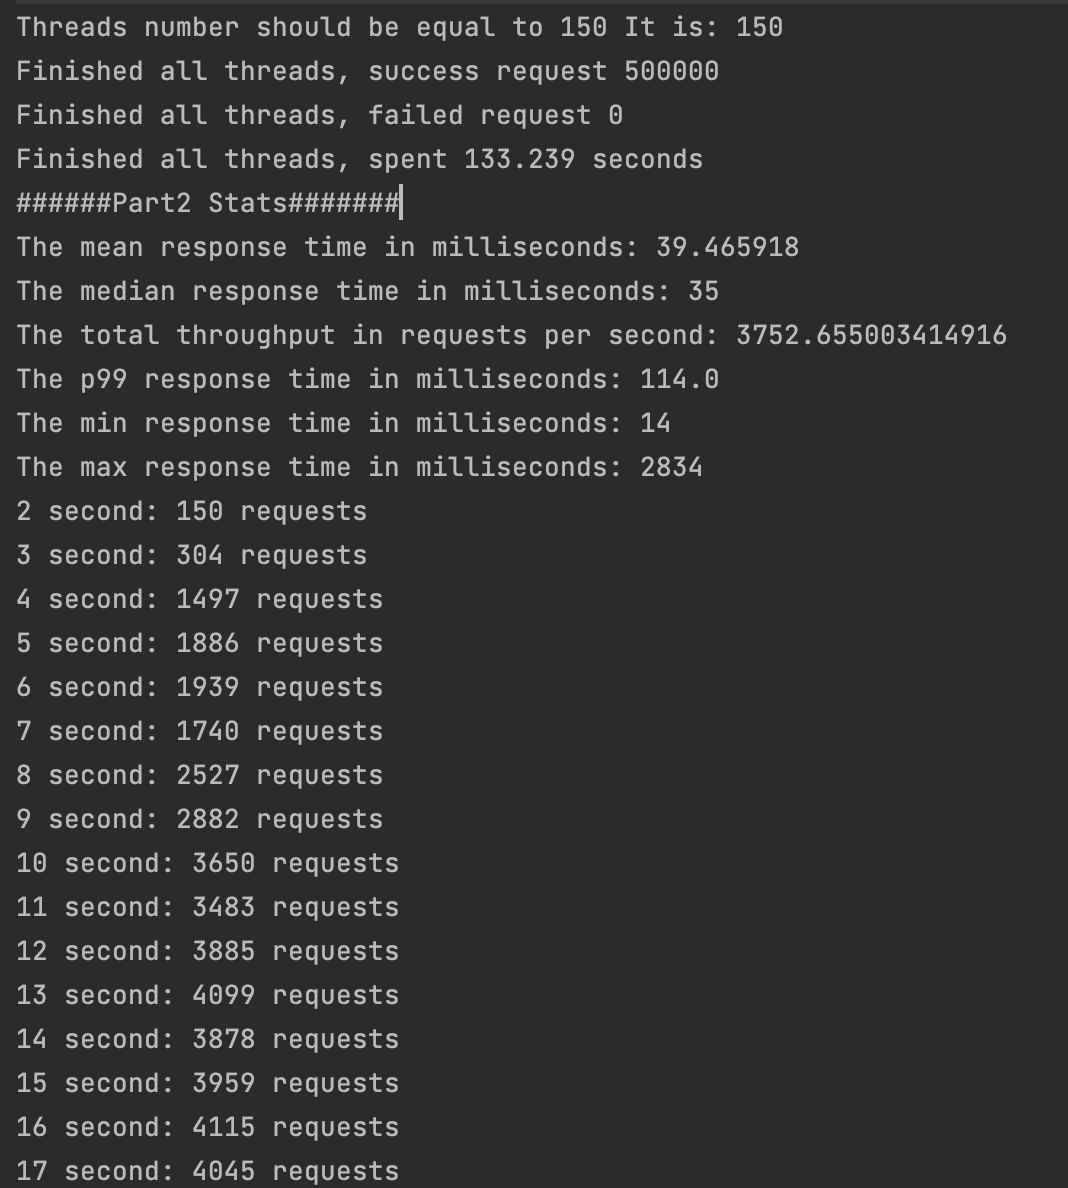 Threads number should be equal to 150 It is: 150
Finished all threads, success request 500000
Finished all threads, failed request 0
Finished all threads, spent 133.239 seconds
######Part2 Stats#######
The mean response time in milliseconds: 39.465918
The median response time in milliseconds: 35
The total throughput in requests per second: 3752.655003414916
The p99 response time in milliseconds: 114.0
The min response time in milliseconds: 14
The max response time in milliseconds: 2834
2 second: 150 requests
3 second: 304 requests
4 second: 1497 requests
5 second: 1886 requests
6 second: 1939 requests
7 second: 1740 requests
8 second: 2527 requests
9 second: 2882 requests
10 second: 3650 requests
11 second: 3483 requests
12 second: 3885 requests
13 second: 4099 requests
14 second: 3878 requests
15 second: 3959 requests
16 second: 4115 requests
17 second: 4045 requests